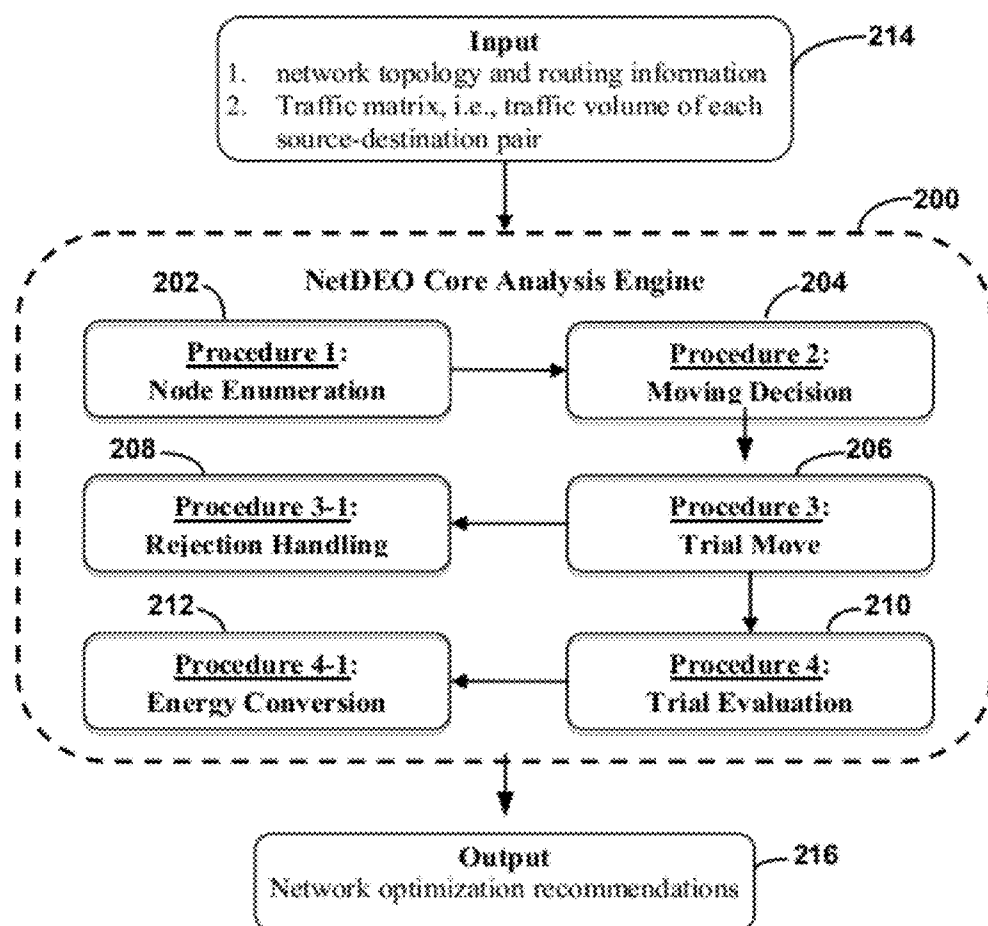 Input
214
1. network topology and routing information
2. Traffic matrix, i.e., traffic volume of each
source-destination pair
200
NetDEO Core Analysis Engine
202
204
Procedure 1:
Node Enumeration
Procedure 2:
Moving Decision
208
206
Procedure 3-1:
Rejection Handling
Procedure 3:
Trial Move
212
210
Procedure 4-1:
Energy Conversion
Procedure 4:
Trial Evaluation
Output
216
Network optimization recommendations